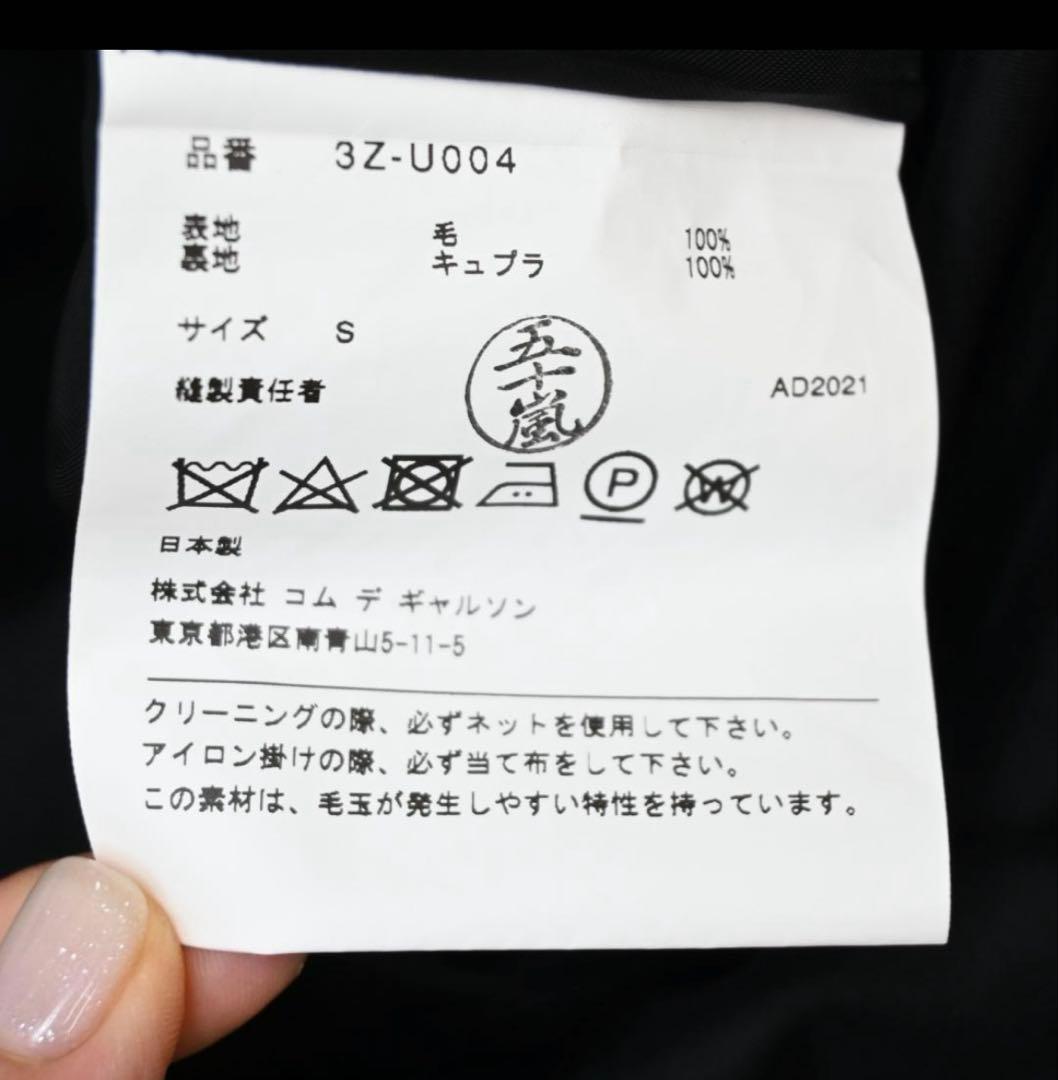 品番 3Z-U004
表地 毛 100%
裏地 キュプラ 100%
サイズ S
五十嵐
縫製責任者 AD2021
P W
日本製
株式会社 コム デ ギャルソン
東京都港区南青山5-11-5
クリーニングの際、必ずネットを使用して下さい。
アイロン掛けの際、必ず当て布をして下さい。
この素材は、毛玉が発生しやすい特性を持っています。